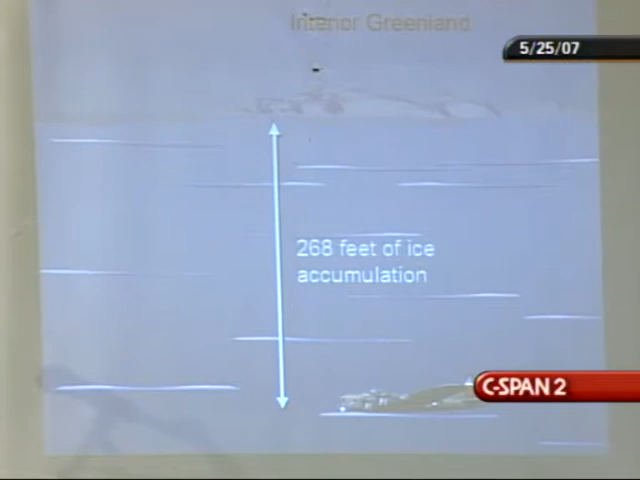 Interior Greenland
5/25/07
268 feet of ice
accumulation
C-SPAN 2